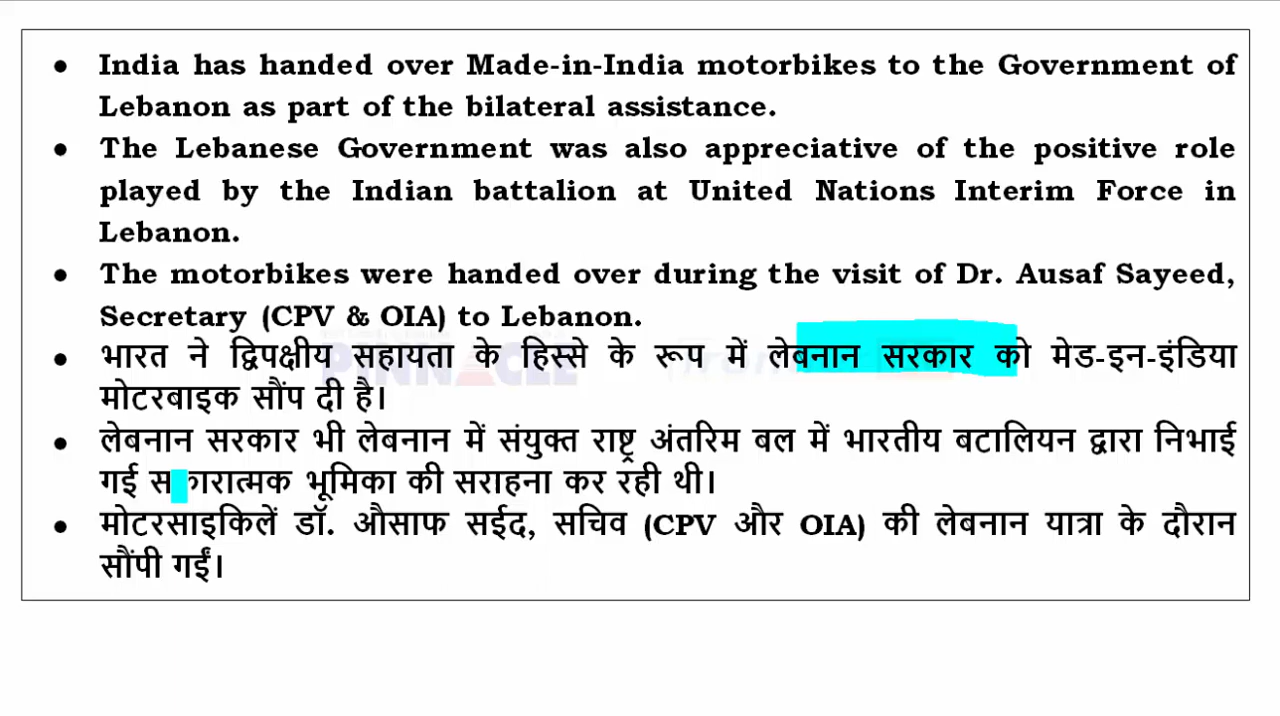 ● India has handed over Made-in-India motorbikes to the Government of
Lebanon as part of the bilateral assistance.
● The Lebanese Government was also appreciative of the positive role
played by the Indian battalion at United Nations Interim Force in
Lebanon.
● The motorbikes were handed over during the visit of Dr. Ausaf Sayeed,
Secretary (CPV & OIA) to Lebanon.
● भारत ने द्विपक्षीय सहायता के हिस्से के रूप में लेबनान सरकार को मेड-इन-इंडिया
मोटरबाइक सौंप दी है।
● लेबनान सरकार भी लेबनान में संयुक्त राष्ट्र अंतरिम बल में भारतीय बटालियन द्वारा निभाई
गई सकारात्मक भूमिका की सराहना कर रही थी।
● मोटरसाइकिलें डॉ. औसाफ सईद, सचिव (CPV और OIA) की लेबनान यात्रा के दौरान
सौंपी गईं।
PINNACLE